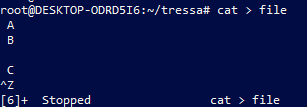 root@DESKTOP-ODRD5I6:~/tressa# cat > file
A
B
C
^Z
[6]+  Stopped                 cat > file